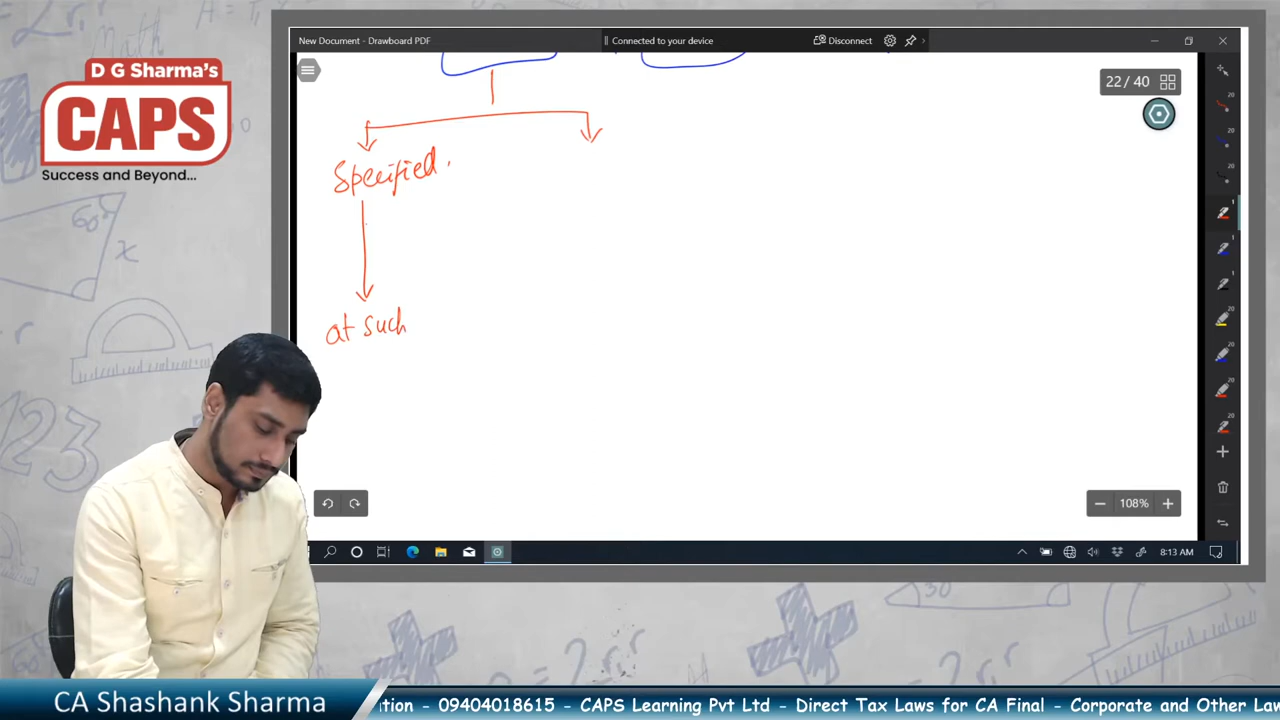 D G Sharma's
CAPS
Success and Beyond...
New Document - Drawboard PDF
Connected to your device
Disconnect
22 / 40
Specified.
at such
108%
8:13 AM
CA Shashank Sharma
ition - 09404018615 - CAPS Learning Pvt Ltd - Direct Tax Laws for CA Final - Corporate and Other Law